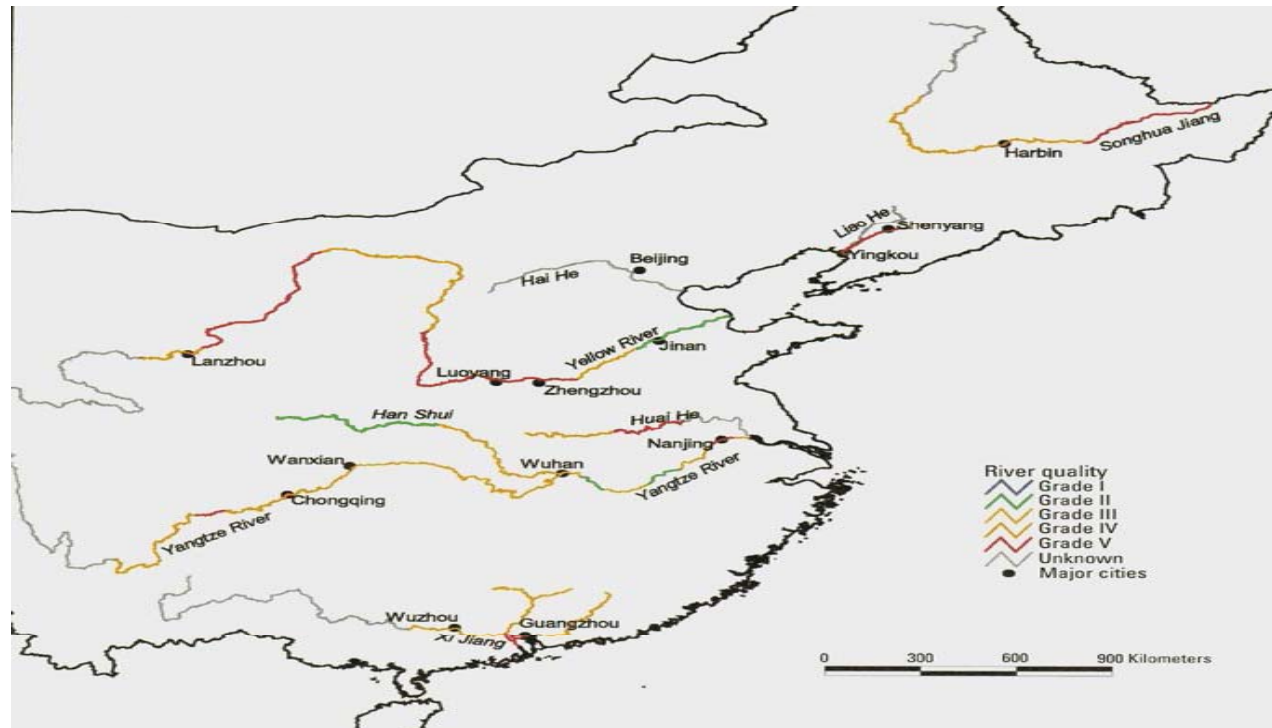 Harbin
Songhua Jiang
Liao He
Shenyang
Yingkou
Beijing
Hai He
Lanzhou
Yellow River
Jinan
Luoyang
Zhengzhou
Han Shui
Huai He
Nanjing
Wanxian
Wuhan
Yangtze River
Chongqing
Yangtze River
Wuzhou
Guangzhou
Xi Jiang
River quality
Grade I
Grade II
Grade III
Grade IV
Grade V
Unknown
Major cities
0 300 600 900 Kilometers